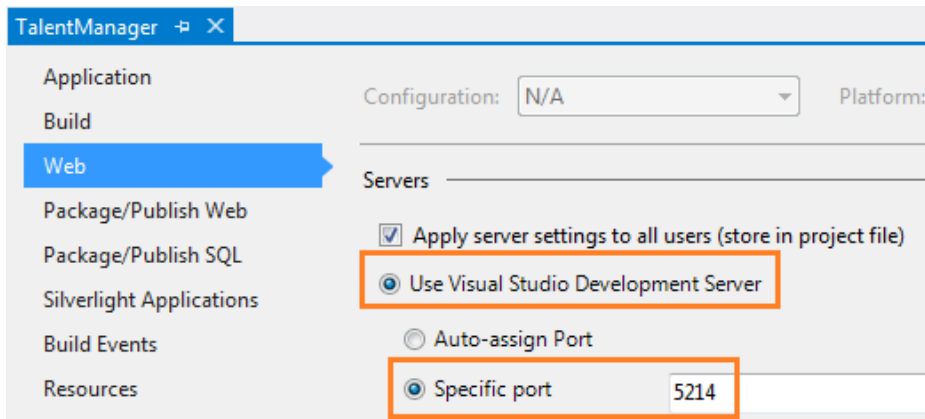 TalentManager
Application
Build
Web
Package/Publish Web
Package/Publish SQL
Silverlight Applications
Build Events
Resources
Configuration: N/A Platform:
Servers
Apply server settings to all users (store in project file)
Use Visual Studio Development Server
Auto-assign Port
Specific port 5214